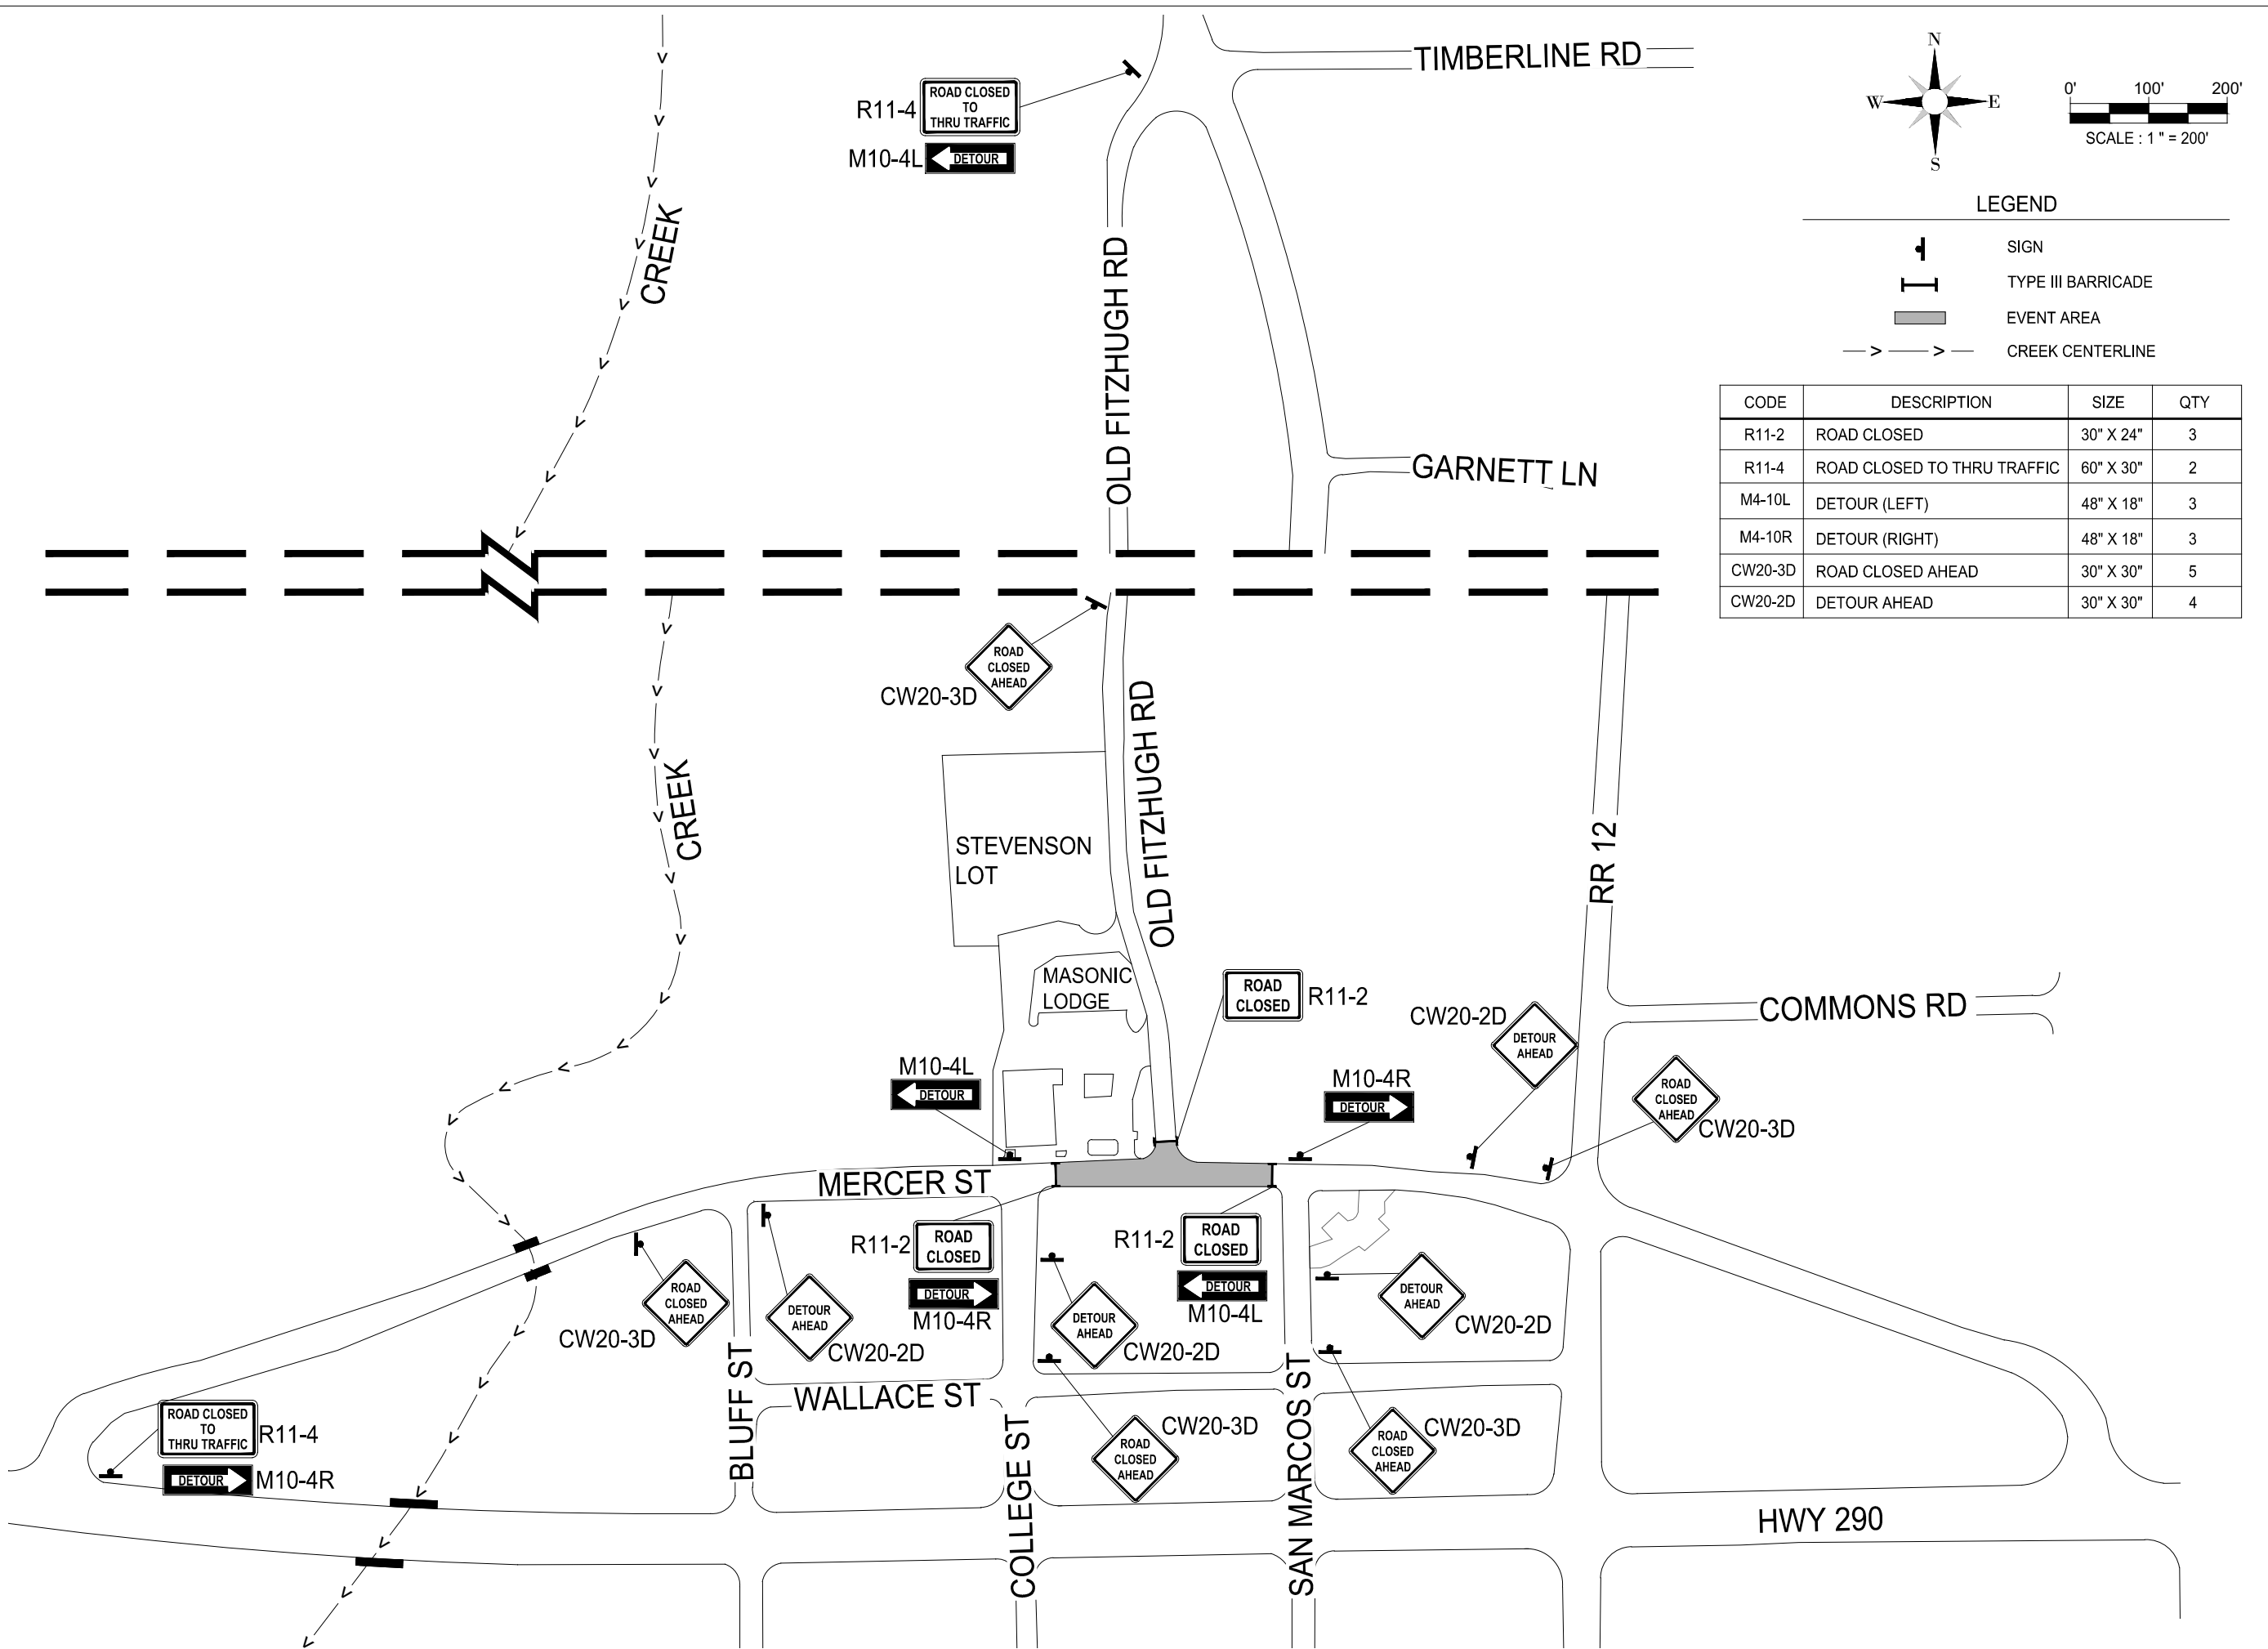 TIMBERLINE RD
N
W
E
S
0'
100'
200'
SCALE : 1 " = 200'
R11-4
ROAD CLOSED
TO
THRU TRAFFIC
M10-4L
DETOUR
CREEK
OLD FITZHUGH RD
GARNETT LN
LEGEND
SIGN
TYPE III BARRICADE
EVENT AREA
CREEK CENTERLINE
CODE DESCRIPTION SIZE QTY
R11-2 ROAD CLOSED 30" X 24" 3
R11-4 ROAD CLOSED TO THRU TRAFFIC 60" X 30" 2
M4-10L DETOUR (LEFT) 48" X 18" 3
M4-10R DETOUR (RIGHT) 48" X 18" 3
CW20-3D ROAD CLOSED AHEAD 30" X 30" 5
CW20-2D DETOUR AHEAD 30" X 30" 4
ROAD
CLOSED
AHEAD
CW20-3D
CREEK
OLD FITZHUGH RD
STEVENSON
LOT
RR 12
MASONIC
LODGE
ROAD
CLOSED
R11-2
COMMONS RD
CW20-2D
DETOUR
AHEAD
M10-4L
DETOUR
M10-4R
DETOUR
ROAD
CLOSED
AHEAD
CW20-3D
MERCER ST
R11-2
ROAD
CLOSED
DETOUR
M10-4R
R11-2
ROAD
CLOSED
DETOUR
M10-4L
ROAD
CLOSED
AHEAD
CW20-3D
DETOUR
AHEAD
CW20-2D
DETOUR
AHEAD
CW20-2D
DETOUR
AHEAD
CW20-2D
BLUFF ST
WALLACE ST
COLLEGE ST
SAN MARCOS ST
ROAD
CLOSED
AHEAD
CW20-3D
ROAD
CLOSED
AHEAD
CW20-3D
ROAD CLOSED
TO
THRU TRAFFIC
R11-4
DETOUR
M10-4R
HWY 290